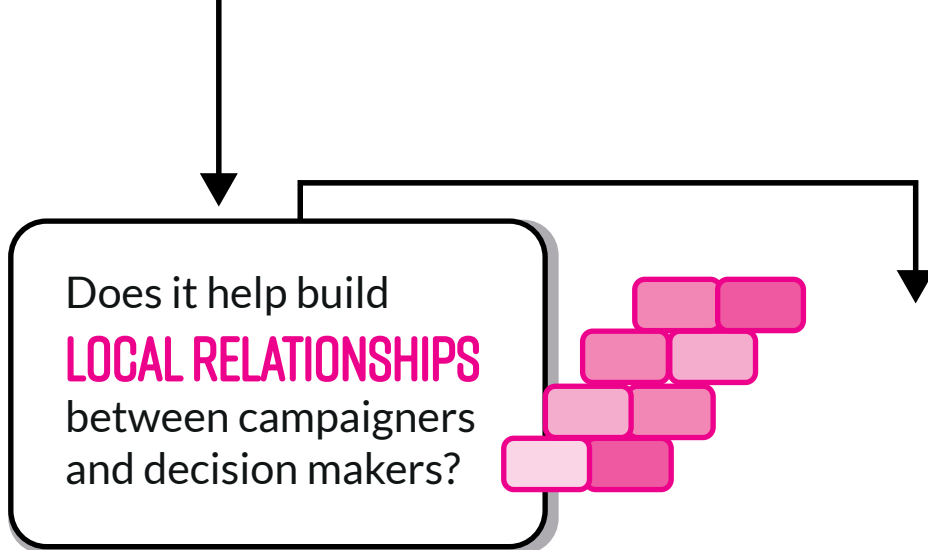 Does it help build
LOCAL RELATIONSHIPS
between campaigners
and decision makers?